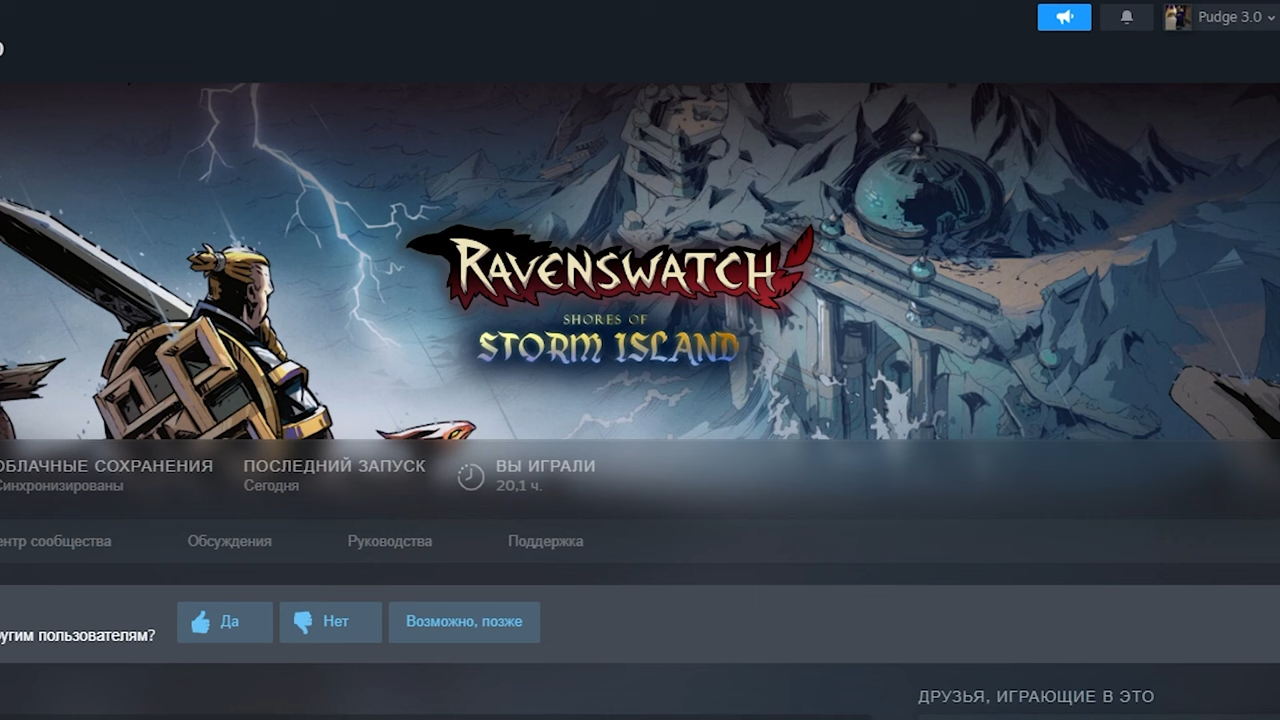 Pudge 3.0
RAVENSWATCH
SHORES OF
STORM ISLAND
ОБЛАЧНЫЕ СОХРАНЕНИЯ
Синхронизированы
ПОСЛЕДНИЙ ЗАПУСК
Сегодня
ВЫ ИГРАЛИ
20,1 ч.
ентр сообщества
Обсуждения
Руководства
Поддержка
ругим пользователям?
Да
Нет
Возможно, позже
ДРУЗЬЯ, ИГРАЮЩИЕ В ЭТО